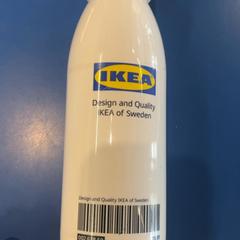 IKEA
Design and Quality
IKEA of Sweden
Design and Quality IKEA of Sweden